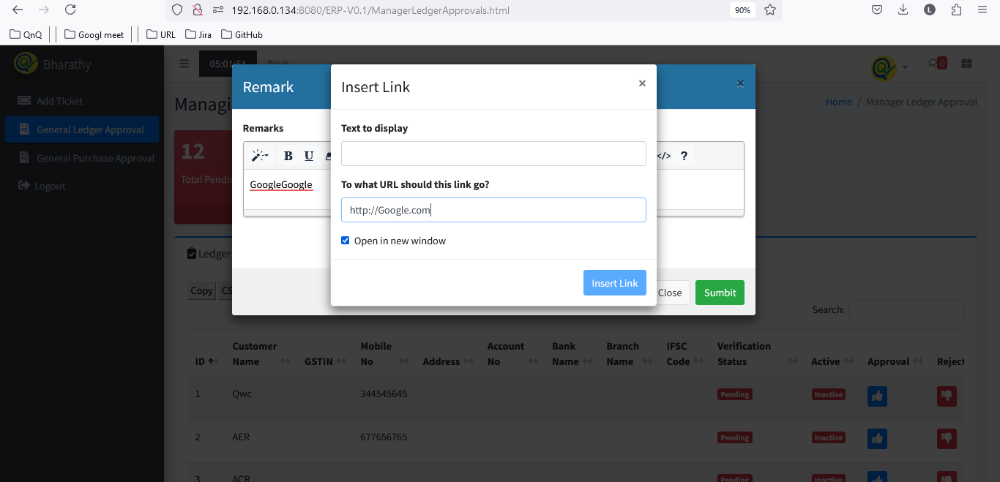 192.168.0.134:8080/ERP-V0.1/ManagerLedgerApprovals.html 90% L
QnQ Googl meet URL Jira GitHub
Bharathy
05:01:54 Break
0
Add Ticket
General Ledger Approval
General Purchase Approval
Logout
Managi
Home / Manager Ledger Approval
12
Total Pendin
Remark
×
Remarks
B U </> ?
GoogleGoogle
Close Sumbit
Insert Link
×
Text to display
To what URL should this link go?
http://Google.com
Open in new window
Insert Link
Ledger
Copy CS
Search:
ID Customer Name GSTIN Mobile No Address Account No Bank Name Branch Name IFSC Code Verification Status Active Approval Reject
1 Qwc 344545645 Pending Inactive
2 AER 677656765 Pending Inactive
3 ACR Pending Inactive